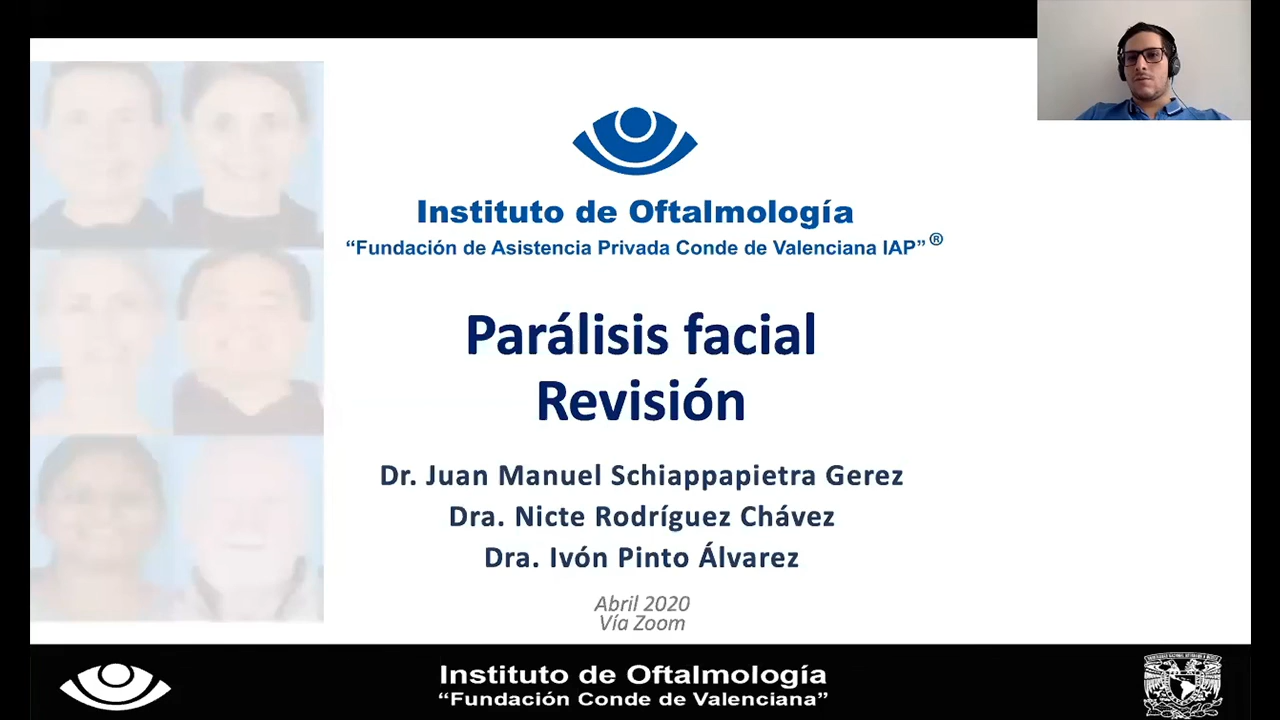 Instituto de Oftalmología
“Fundación de Asistencia Privada Conde de Valenciana IAP”®
Parálisis facial
Revisión
Dr. Juan Manuel Schiappapietra Gerez
Dra. Nicte Rodríguez Chávez
Dra. Ivón Pinto Álvarez
Abril 2020
Vía Zoom
Instituto de Oftalmología
“Fundación Conde de Valenciana”